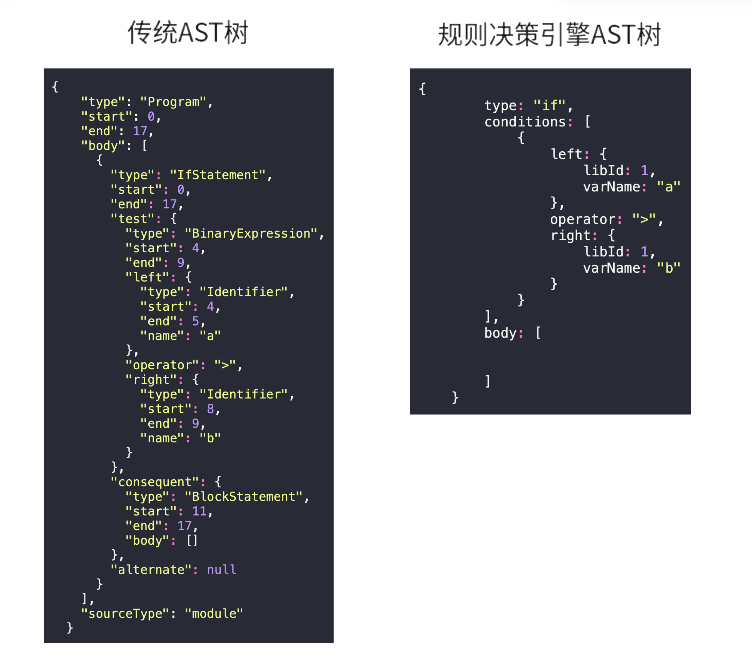 传统AST树
{
"type": "Program",
"start": 0,
"end": 17,
"body": [
{
"type": "IfStatement",
"start": 0,
"end": 17,
"test": {
"type": "BinaryExpression",
"start": 4,
"end": 9,
"left": {
"type": "Identifier",
"start": 4,
"end": 5,
"name": "a"
},
"operator": ">",
"right": {
"type": "Identifier",
"start": 8,
"end": 9,
"name": "b"
}
},
"consequent": {
"type": "BlockStatement",
"start": 11,
"end": 17,
"body": []
},
"alternate": null
}
],
"sourceType": "module"
}
规则决策引擎AST树
{
type: "if",
conditions: [
{
left: {
libId: 1,
varName: "a"
},
operator: ">",
right: {
libId: 1,
varName: "b"
}
}
],
body: [
]
}